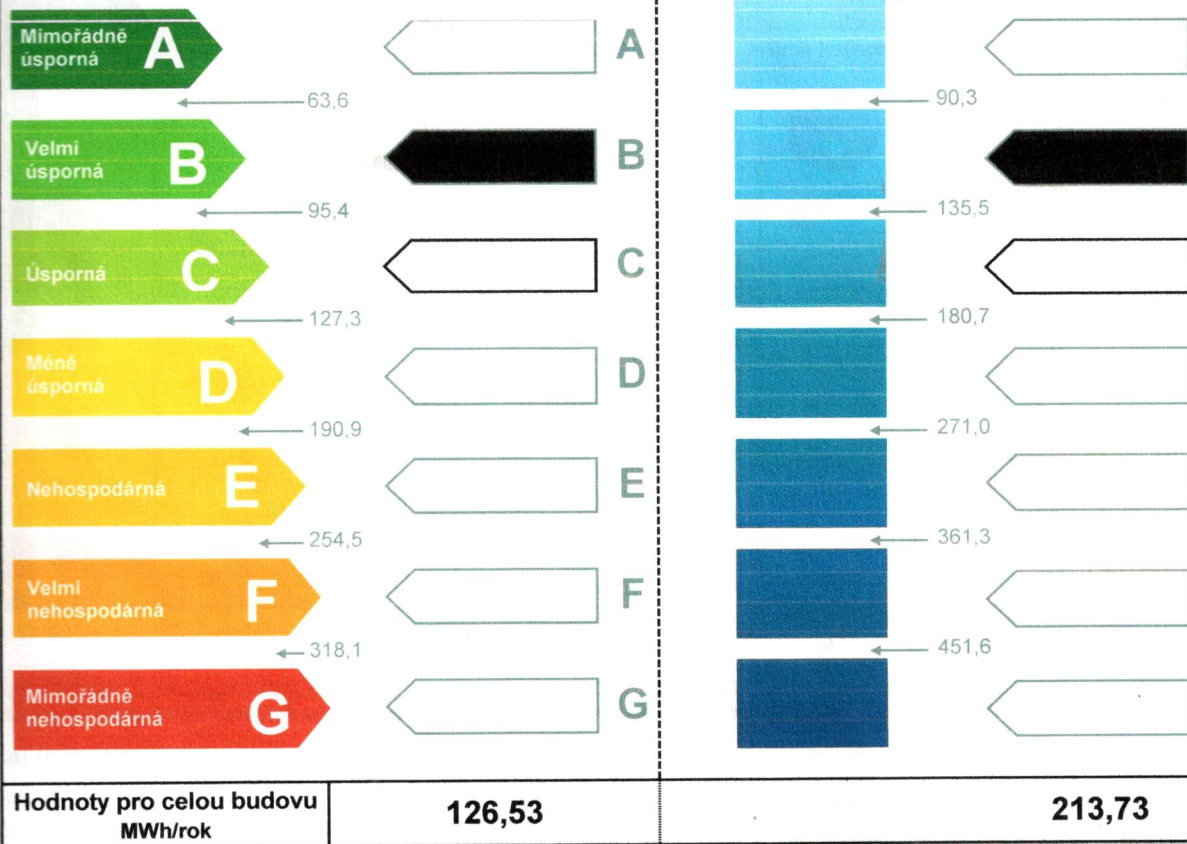 Mimořádně
úsporná
A
A
63,6
90,3
Velmi
úsporná
B
B
95,4
135,5
Úsporná
C
C
127,3
180,7
Méně
úsporná
D
D
190,9
271,0
Nehospodárná
E
E
254,5
361,3
Velmi
nehospodárná
F
F
318,1
451,6
Mimořádně
nehospodárná
G
G
Hodnoty pro celou budovu
MWh/rok
126,53
213,73